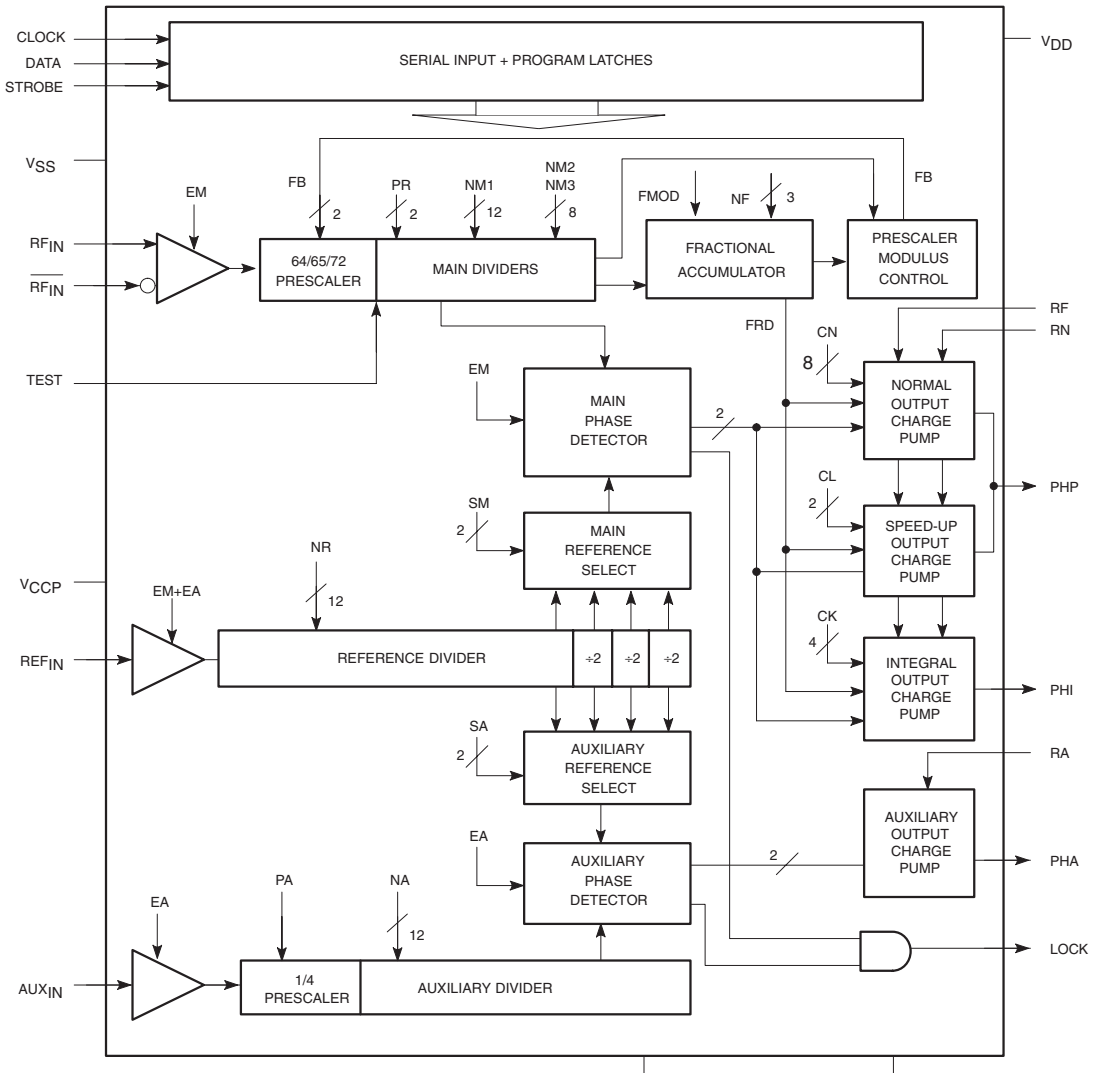 CLOCK
DATA
STROBE
SERIAL INPUT + PROGRAM LATCHES
VDD
VSS
EM
FB
2
PR
2
NM1
12
NM2
NM3
8
FMOD
NF
3
FB
RFIN
RFIN
64/65/72
PRESCALER
MAIN DIVIDERS
FRACTIONAL
ACCUMULATOR
PRESCALER
MODULUS
CONTROL
FRD
RF
RN
TEST
EM
MAIN
PHASE
DETECTOR
2
CN
8
NORMAL
OUTPUT
CHARGE
PUMP
PHP
SM
2
MAIN
REFERENCE
SELECT
CL
2
SPEED-UP
OUTPUT
CHARGE
PUMP
VCCP
EM+EA
NR
12
REFIN
REFERENCE DIVIDER
÷2
÷2
÷2
CK
4
INTEGRAL
OUTPUT
CHARGE
PUMP
PHI
SA
2
AUXILIARY
REFERENCE
SELECT
RA
EA
AUXILIARY
PHASE
DETECTOR
2
AUXILIARY
OUTPUT
CHARGE
PUMP
PHA
EA
PA
NA
12
LOCK
AUXIN
1/4
PRESCALER
AUXILIARY DIVIDER